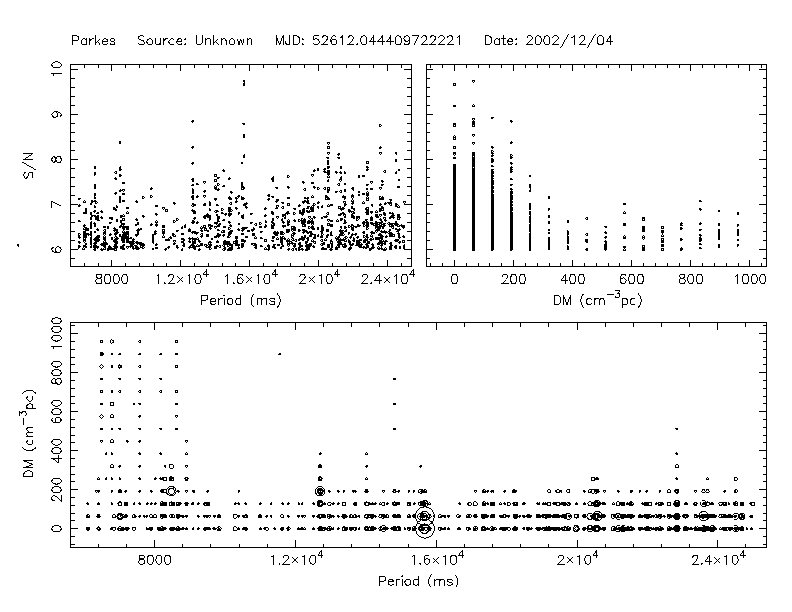 Parkes Source: Unknown MJD: 52612.044409722221 Date: 2002/12/04
10
9
8
7
6
S/N
8000 1.2×10⁴ 1.6×10⁴ 2×10⁴ 2.4×10⁴
Period (ms)
0 200 400 600 800 1000
DM (cm⁻³pc)
1000
800
600
400
200
0
DM (cm⁻³pc)
8000 1.2×10⁴ 1.6×10⁴ 2×10⁴ 2.4×10⁴
Period (ms)